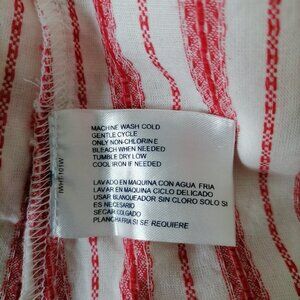 MACHINE WASH COLD
GENTLE CYCLE
ONLY NON-CHLORINE
BLEACH WHEN NEEDED
TUMBLE DRY LOW
COOL IRON IF NEEDED
LAVADO EN MAQUINA CON AGUA FRIA
LAVAR EN MAQUINA CICLO DELICADO
USAR BLANQUEADOR SIN CLORO SOLO SI
ES NECESARIO
SECAR COLGADO
PLANCHA FRIA SI SE REQUIERE